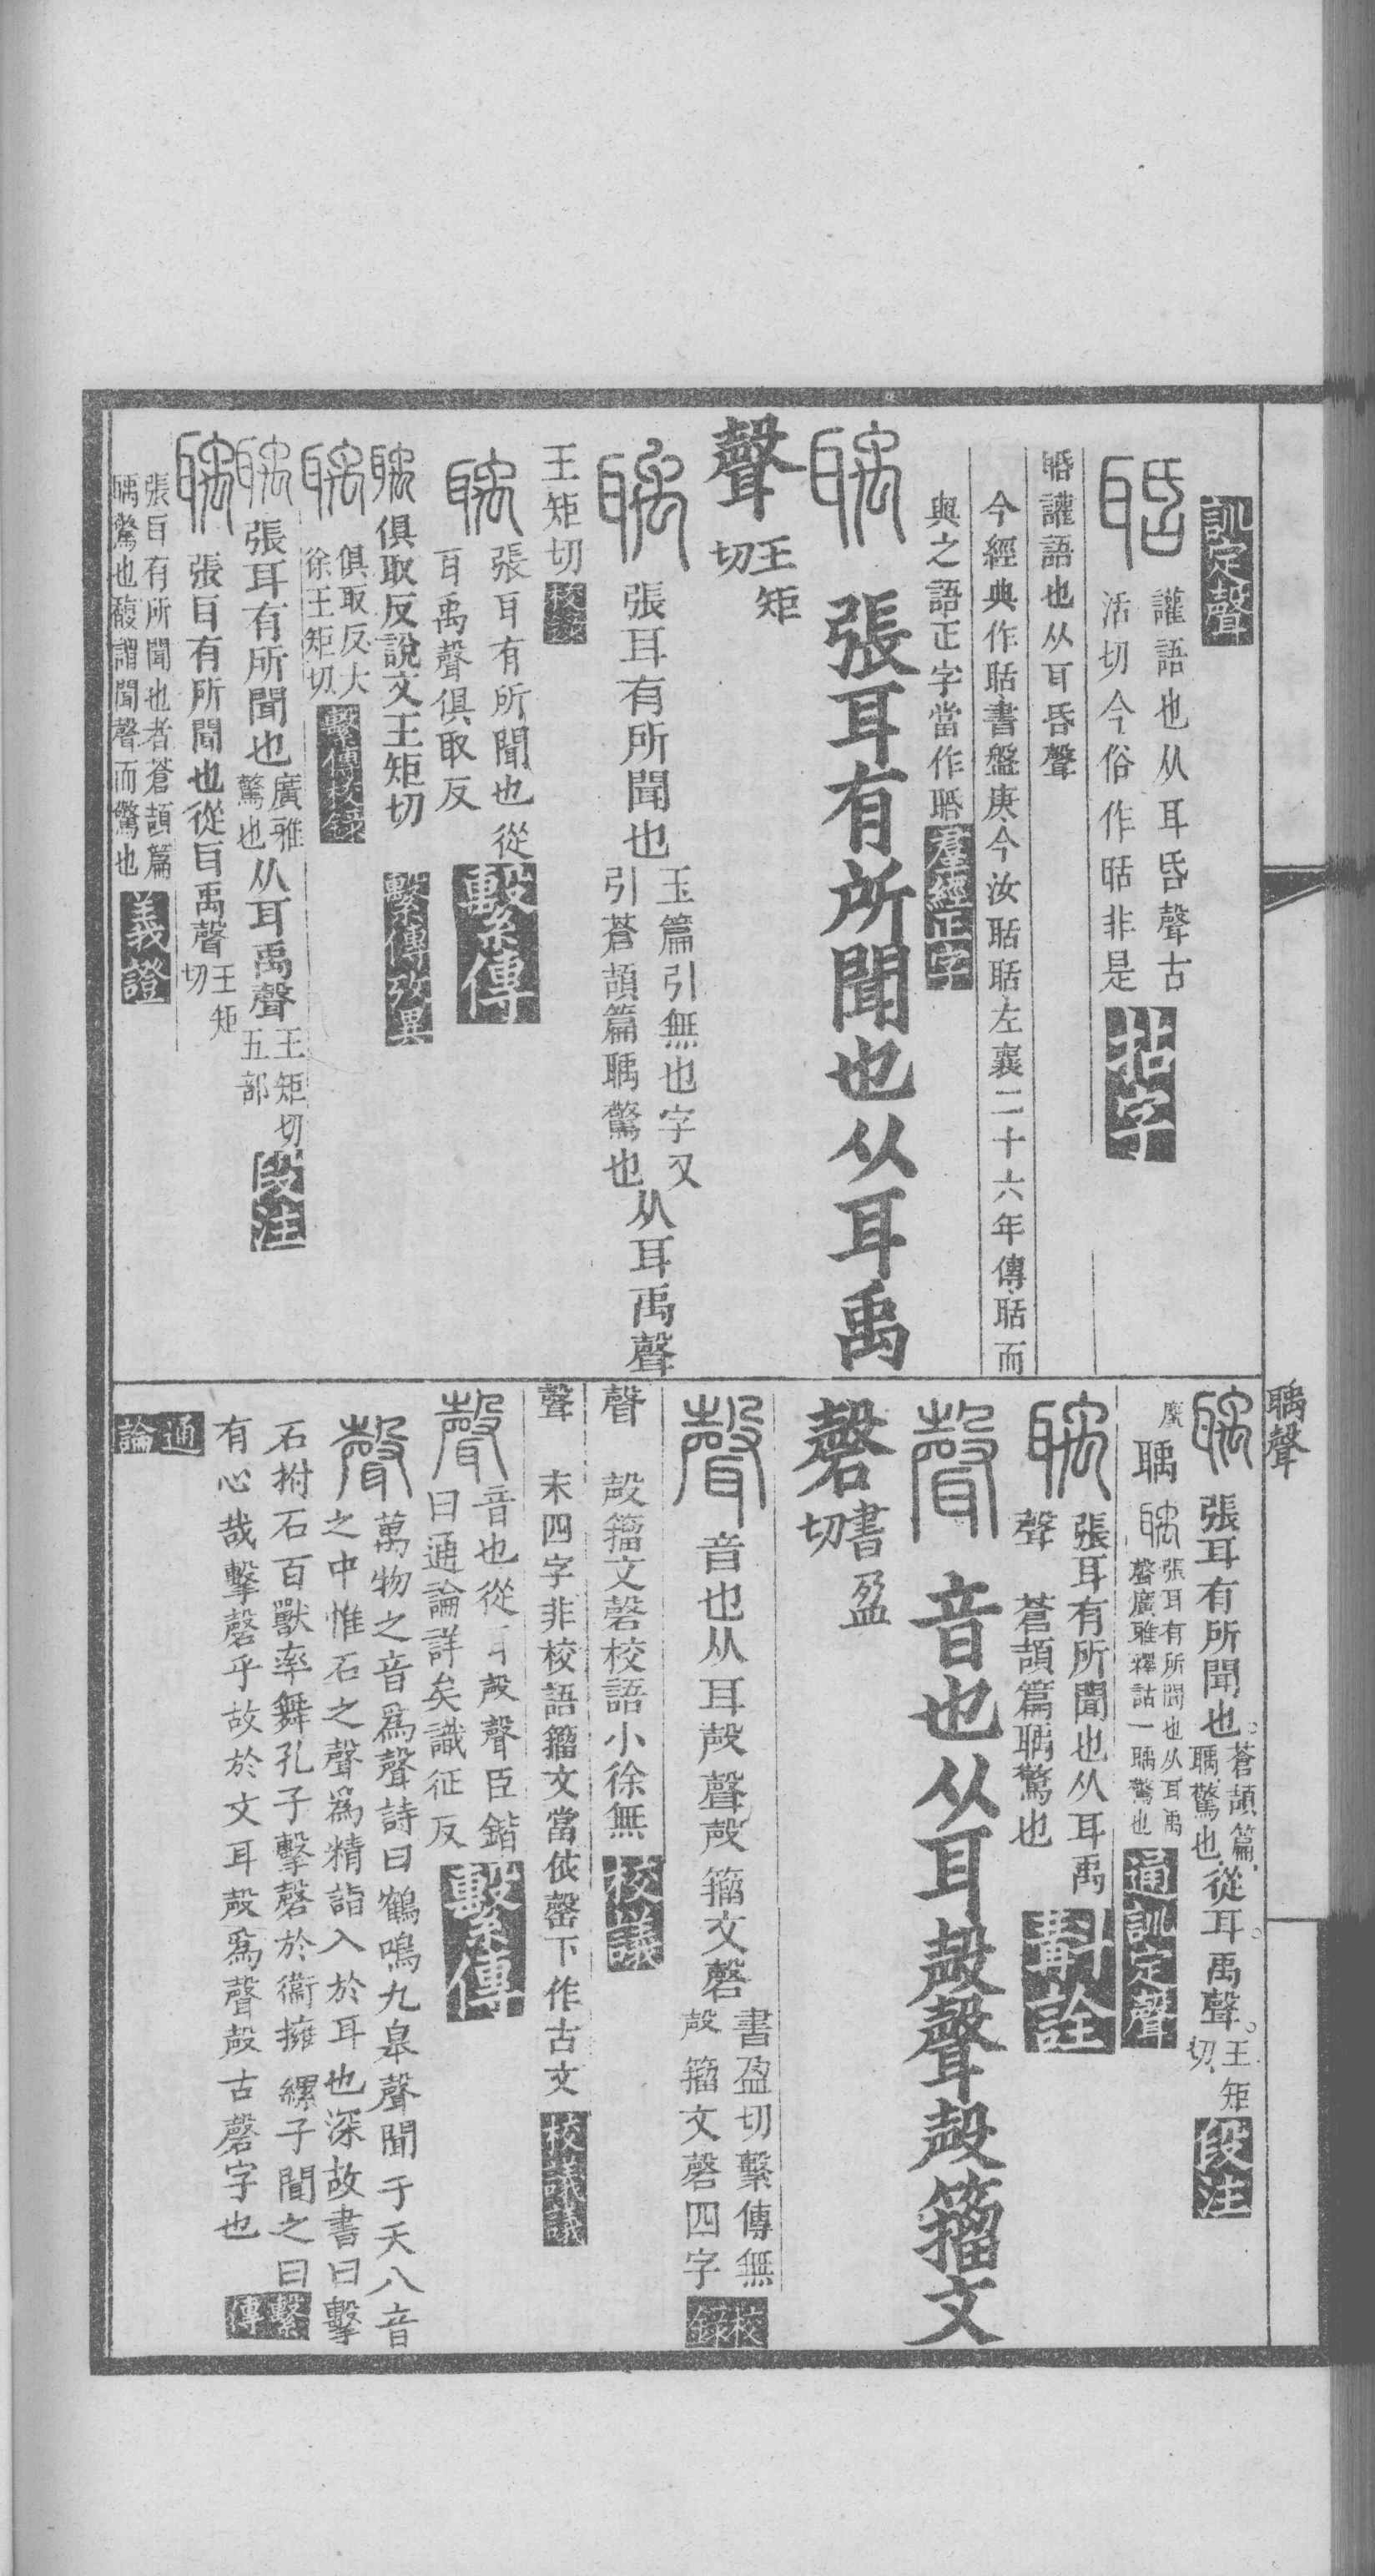 訓定聲
讙語也从耳昏聲古
活切今俗作聒非是
拈字
䎽讙語也从耳昏聲
今經典作聒書盤庚今汝聒聒左襄二十六年傳聒而
與之語正字當作䎽羣經正字
張耳有所聞也从耳禹
聲
王矩
切
張耳有所聞也
玉篇引無也字又
引蒼頡篇聥驚也
从耳禹聲
王矩切校錄
張耳有所聞也從
耳禹聲俱取反
繫傳
俱取反說文王矩切
繫傳攷異
俱取反大
徐王矩切
繫傳校錄
張耳有所聞也
廣雅
驚也
从耳禹聲
王矩切
五部
段注
張耳有所聞也從耳禹聲
王矩
切
張耳有所聞也者蒼頡篇
聥驚也馥謂聞聲而驚也
義證
聥聲
張耳有所聞也
蒼頡篇
聥驚也
從耳禹聲
王矩
切
段注
聥
張耳有所聞也从耳禹
聲廣雅釋詁一聥驚也
通訓定聲
張耳有所聞也从耳禹
聲 蒼頡篇聥驚也
斠詮
音也从耳殸聲殸籀文
磬
書盈
切
音也从耳殸聲殸籀文磬
書盈切繫傳無
殸籀文磬四字
校錄
聲 殸籀文磬校語小徐無 校議
聲 末四字非校語籀文當依罄下作古文 校議議
音也從耳殸聲臣鍇
曰通論詳矣識征反
繫傳
萬物之音爲聲詩曰鶴鳴九皋聲聞于天八音
之中惟石之聲爲精詣入於耳也深故書曰擊
石拊石百獸率舞孔子擊磬於衞擁纙子聞之曰
有心哉擊磬乎故於文耳殸爲聲殸古磬字也
繫傳
通論